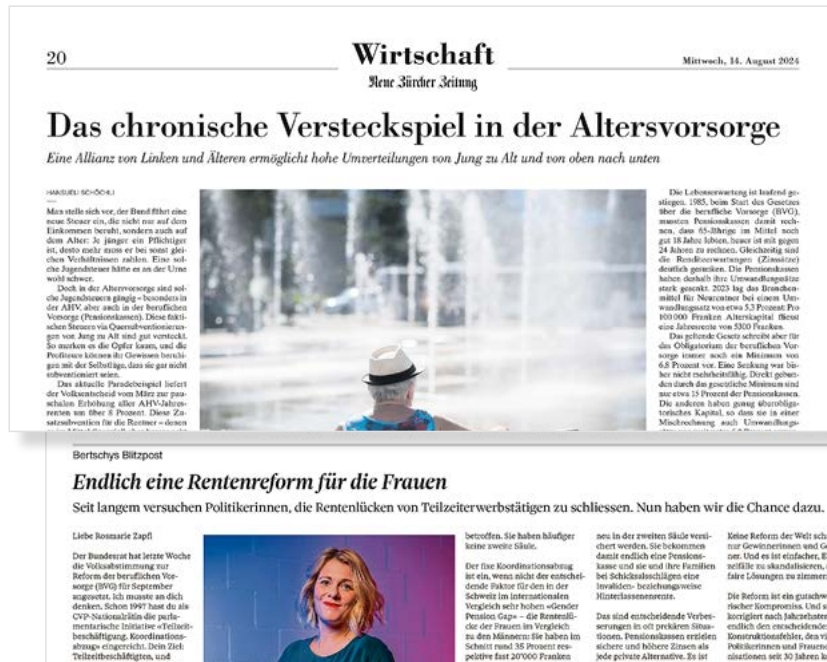 20
Wirtschaft
Mittwoch, 14. August 2024
Neue Zürcher Zeitung
Das chronische Versteckspiel in der Altersvorsorge
Eine Allianz von Linken und Älteren ermöglicht hohe Umverteilungen von Jung zu Alt und von oben nach unten
HANSUELI SCHÖCHLI
Man stelle sich vor, der Bund führt eine
neue Steuer ein, die nicht nur auf dem
Einkommen beruht, sondern auch auf
dem Alter: Je jünger ein Pflichtiger
ist, desto mehr muss er bei sonst glei-
chen Verhältnissen zahlen. Eine sol-
che Jugendsteuer hätte es an der Urne
wohl schwer.
Doch in der Altersvorsorge sind sol-
che Jugendsteuern gängig – besonders in
der AHV, aber auch in der beruflichen
Vorsorge (Pensionskassen). Diese fakti-
schen Steuern via Quersubventionierun-
gen von Jung zu Alt sind gut versteckt.
So merken es die Opfer kaum, und die
Profiteure können ihr Gewissen beruhi-
gen mit der Selbstlüge, dass sie gar nicht
subventioniert seien.
Das aktuelle Paradebeispiel liefert
der Volksentscheid vom März zur pau-
schalen Erhöhung aller AHV-Jahres-
renten um über 8 Prozent. Diese Zu-
satzsubvention für die Rentner – denen
Die Lebenserwartung ist laufend ge-
stiegen. 1985, beim Start des Gesetzes
über die berufliche Vorsorge (BVG),
mussten Pensionskassen damit rech-
nen, dass 65-Jährige im Mittel noch
gut 18 Jahre lebten, heuer ist mit gegen
24 Jahren zu rechnen. Gleichzeitig sind
die Renditeerwartungen (Zinssätze)
deutlich gesunken. Die Pensionskassen
haben deshalb ihre Umwandlungssätze
stark gesenkt. 2023 lag das Branchen-
mittel für Neurentner bei einem Um-
wandlungssatz von etwa 5,3 Prozent: Pro
100 000 Franken Alterskapital fliesst
eine Jahresrente von 5300 Franken.
Das geltende Gesetz schreibt aber für
das Obligatorium der beruflichen Vor-
sorge immer noch ein Minimum von
6,8 Prozent vor. Eine Senkung war bis-
her nicht mehrheitsfähig. Direkt gebun-
den durch das gesetzliche Minimum sind
nur etwa 15 Prozent der Pensionskassen.
Die anderen haben genug überobliga-
torisches Kapital, so dass sie in einer
Mischrechnung auch Umwandlungs-
Bertschys Blitzpost
Endlich eine Rentenreform für die Frauen
Seit langem versuchen Politikerinnen, die Rentenlücken von Teilzeiterwerbstätigen zu schliessen. Nun haben wir die Chance dazu.
Liebe Rosmarie Zapfl
Der Bundesrat hat letzte Woche
die Volksabstimmung zur
Reform der beruflichen Vor-
sorge (BVG) für September
angesetzt. Ich musste an dich
denken. Schon 1997 hast du als
CVP-Nationalrätin die parla-
mentarische Initiative «Teilzeit-
beschäftigung. Koordinations-
abzug» eingereicht. Dein Ziel:
Teilzeitbeschäftigten, und
betroffen. Sie haben häufiger
keine zweite Säule.
Der fixe Koordinationsabzug
ist ein, wenn nicht der entschei-
dende Faktor für den in der
Schweiz im internationalen
Vergleich sehr hohen «Gender
Pension Gap» – die Rentenlü-
cke der Frauen im Vergleich
zu den Männern: Sie haben im
Schnitt rund 35 Prozent res-
pektive fast 20'000 Franken
neu in der zweiten Säule versi-
chert werden. Sie bekommen
damit endlich eine Pensions-
kasse und sie und ihre Familien
bei Schicksalsschlägen eine
Invaliden- beziehungsweise
Hinterlassenenrente.
Das sind entscheidende Verbes-
serungen in oft prekären Situa-
tionen. Pensionskassen erzielen
sichere und höhere Zinsen als
jede private Alternative. Es ist
Keine Reform der Welt sch
nur Gewinnerinnen und Ge
ner. Und es ist einfacher, E
zelfälle zu skandalisieren,
faire Lösungen zu zimmer
Die Reform ist ein gutschw
rischer Kompromiss. Und s
korrigiert nach Jahrzehnte
endlich den entscheidende
Konstruktionsfehler, den vi
Politikerinnen und Frauenc
nisationen seit 30 Jahren k